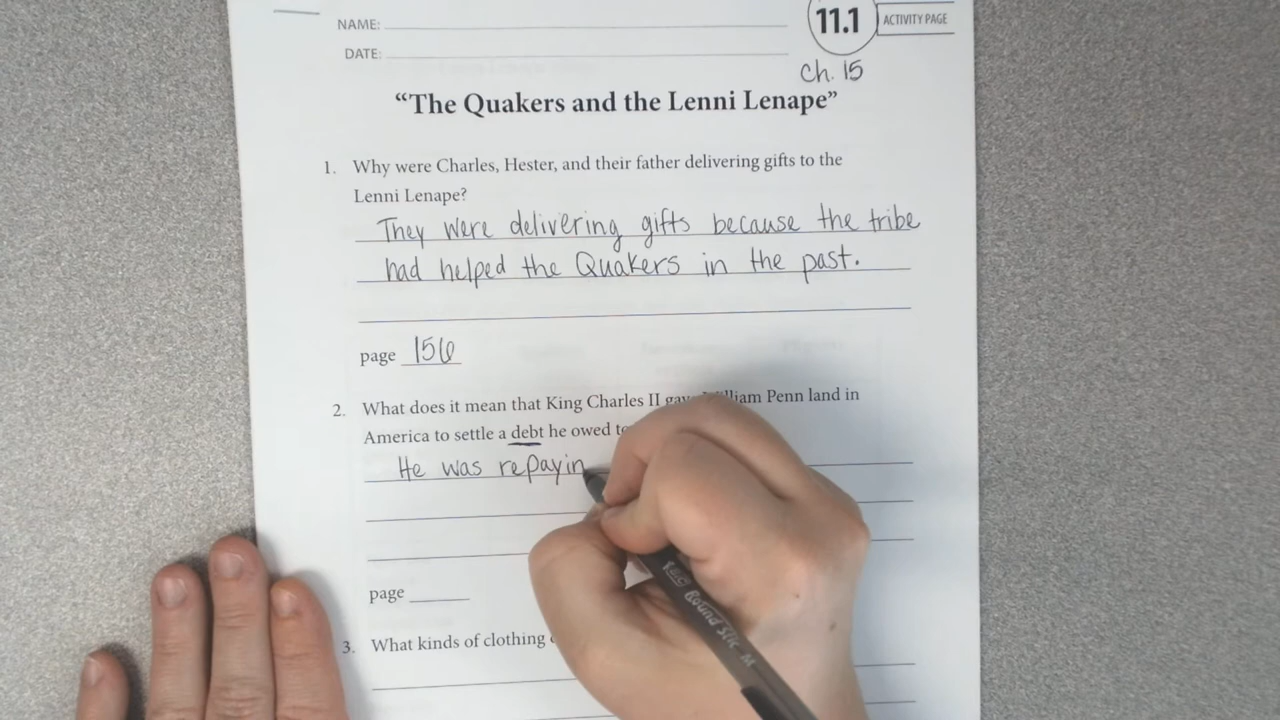 NAME:
11.1
ACTIVITY PAGE
DATE:
Ch. 15
“The Quakers and the Lenni Lenape”
1. Why were Charles, Hester, and their father delivering gifts to the
Lenni Lenape?
They were delivering gifts because the tribe
had helped the Quakers in the past.
page 156
2. What does it mean that King Charles II William Penn land in
America to settle a debt he owed
He was repayin
page
3. What kinds of clothing
BIC Round Stic M